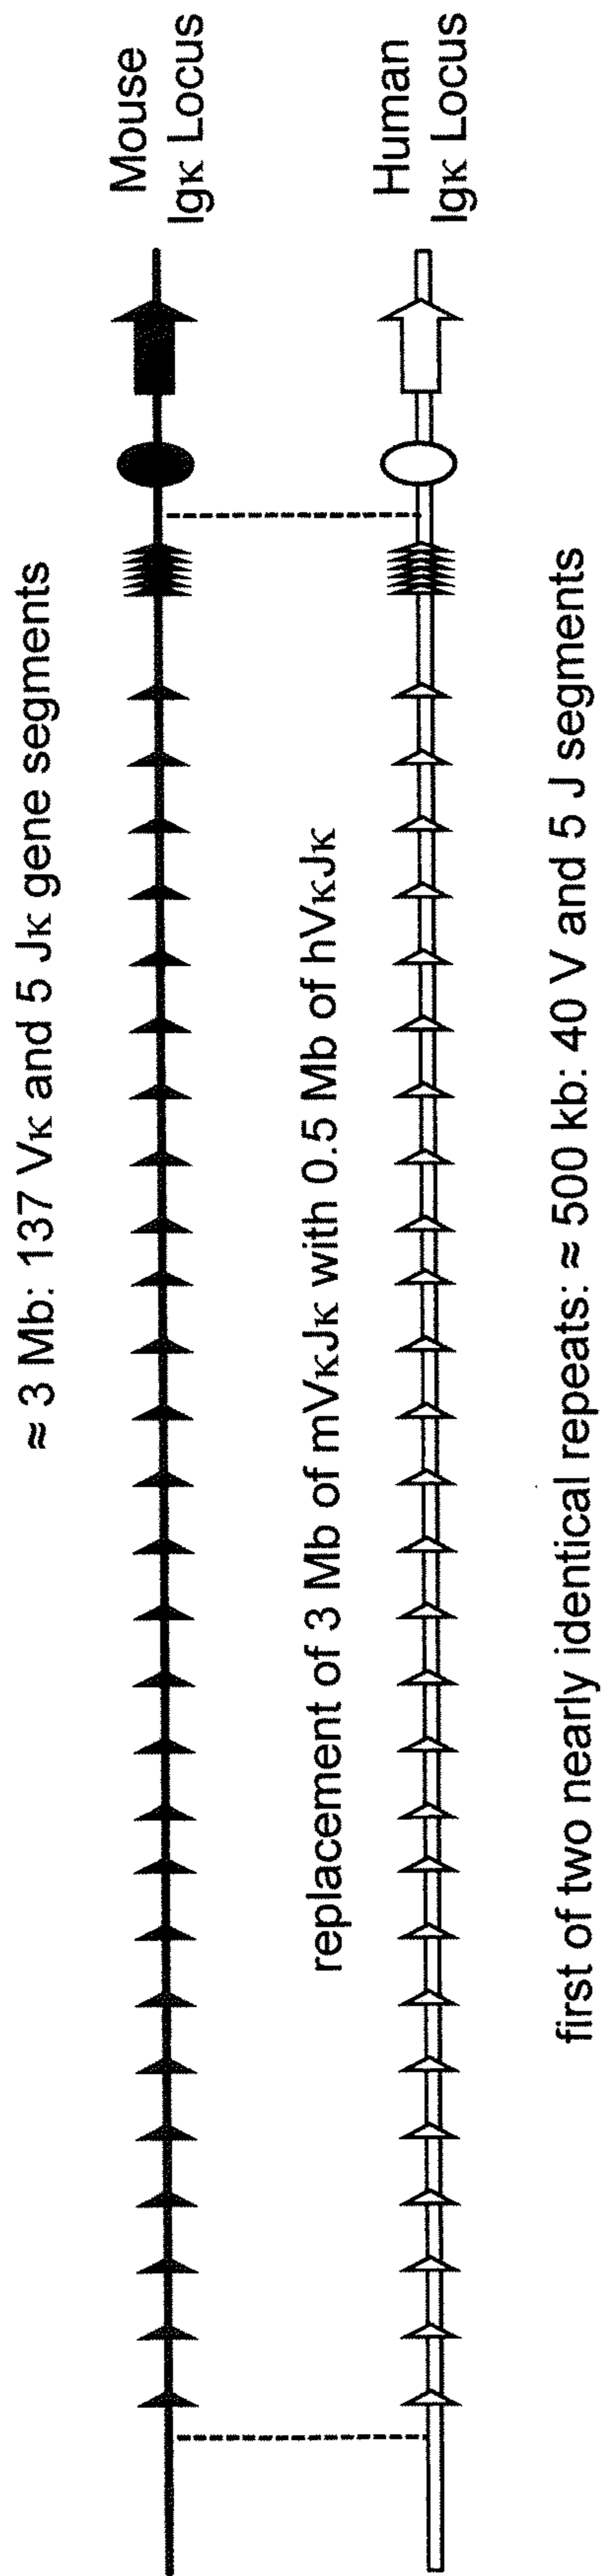 ≈ 3 Mb: 137 Vκ and 5 Jκ gene segments
Mouse
Igκ Locus
replacement of 3 Mb of mVκJκ with 0.5 Mb of hVκJκ
Human
Igκ Locus
first of two nearly identical repeats: ≈ 500 kb: 40 V and 5 J segments